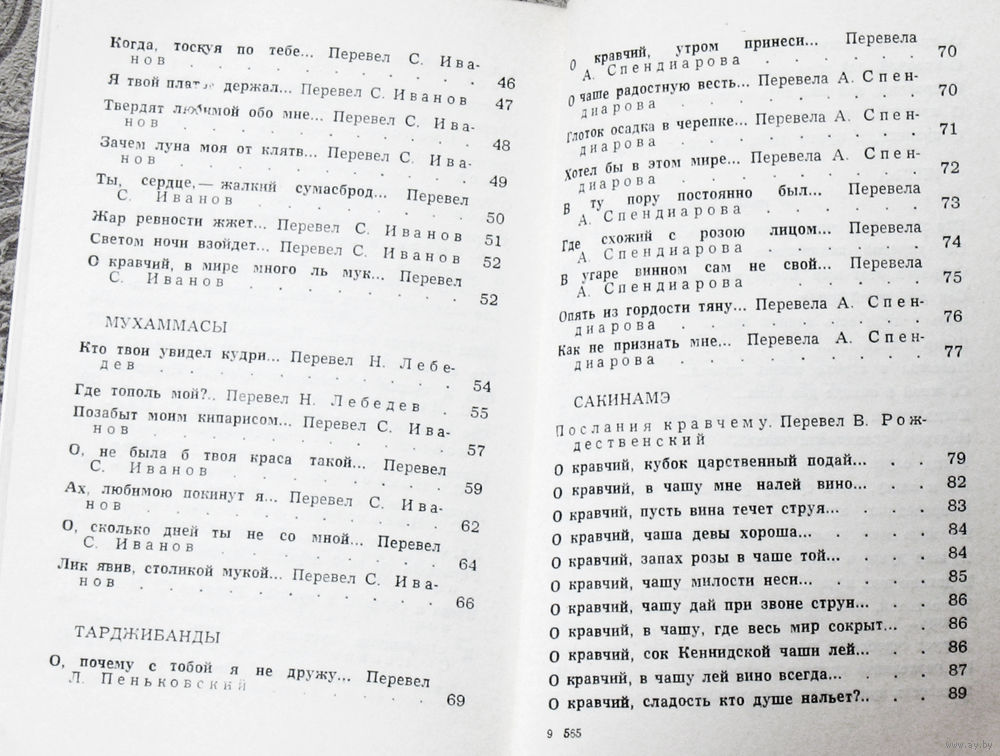 Когда, тоскуя по тебе... Перевел С. Ива-
нов . . . . . . . . . . 46
Я твой платок держал... Перевел С. Иванов 47
Твердят любимой обо мне... Перевел С. Ива-
нов . . . . . . . . . . 48
Зачем луна моя от клятв... Перевел С. Ива-
нов . . . . . . . . . . 49
Ты, сердце,— жалкий сумасброд... Перевел
С. Иванов . . . . . . . . 50
Жар ревности жжет... Перевел С. Иванов 51
Светом ночи взойдет... Перевел С. Иванов 52
О кравчий, в мире много ль мук... Перевел
С. Иванов . . . . . . . . 52
МУХАММАСЫ
Кто твои увидел кудри... Перевел Н. Лебе-
дев . . . . . . . . . . 54
Где тополь мой?.. Перевел Н. Лебедев . 55
Позабыт моим кипарисом... Перевел С. Ива-
нов . . . . . . . . . . 57
О, не была б твоя краса такой... Перевел
С. Иванов . . . . . . . . 59
Ах, любимою покинут я... Перевел С. Ива-
нов . . . . . . . . . . 62
О, сколько дней ты не со мной... Перевел
С. Иванов . . . . . . . . 64
Лик явив, столикой мукой... Перевел С. Ива-
нов . . . . . . . . . . 66
ТАРДЖИБАНДЫ
О, почему с тобой я не дружу... Перевел
Л. Пеньковский . . . . . . 69
О кравчий, утром принеси... Перевела
А. Спендиарова . . . . . . 70
О чаше радостную весть... Перевела А. Спен-
диарова . . . . . . . . 70
Глоток осадка в черепке... Перевела А. Спен-
диарова . . . . . . . . 71
Хотел бы в этом мире... Перевела А. Спен-
диарова . . . . . . . . 72
В ту пору постоянно был... Перевела
А. Спендиарова . . . . . . 73
Где схожий с розою лицом... Перевела
А. Спендиарова . . . . . . 74
В угаре винном сам не свой... Перевела
А. Спендиарова . . . . . . 75
Опять из гордости тяну... Перевела А. Спен-
диарова . . . . . . . . 76
Как не признать мне... Перевела А. Спен-
диарова . . . . . . . . 77
САКИНАМЭ
Послания кравчему. Перевел В. Рож-
дественский
О кравчий, кубок царственный подай... . . 79
О кравчий, в чашу мне налей вино... . . 82
О кравчий, пусть вина течет струя... . . 83
О кравчий, чаша девы хороша... . . . 84
О кравчий, запах розы в чаше той... . . 84
О кравчий, чашу милости неси... . . . 85
О кравчий, чашу дай при звоне струн... . . 86
О кравчий, в чашу, где весь мир сокрыт... . 86
О кравчий, сок Кеннидской чаши лей... . . 86
О кравчий, в чашу лей вино всегда... . . 87
О кравчий, сладость кто душе нальет?.. . . 89
9 565
www.ay.by